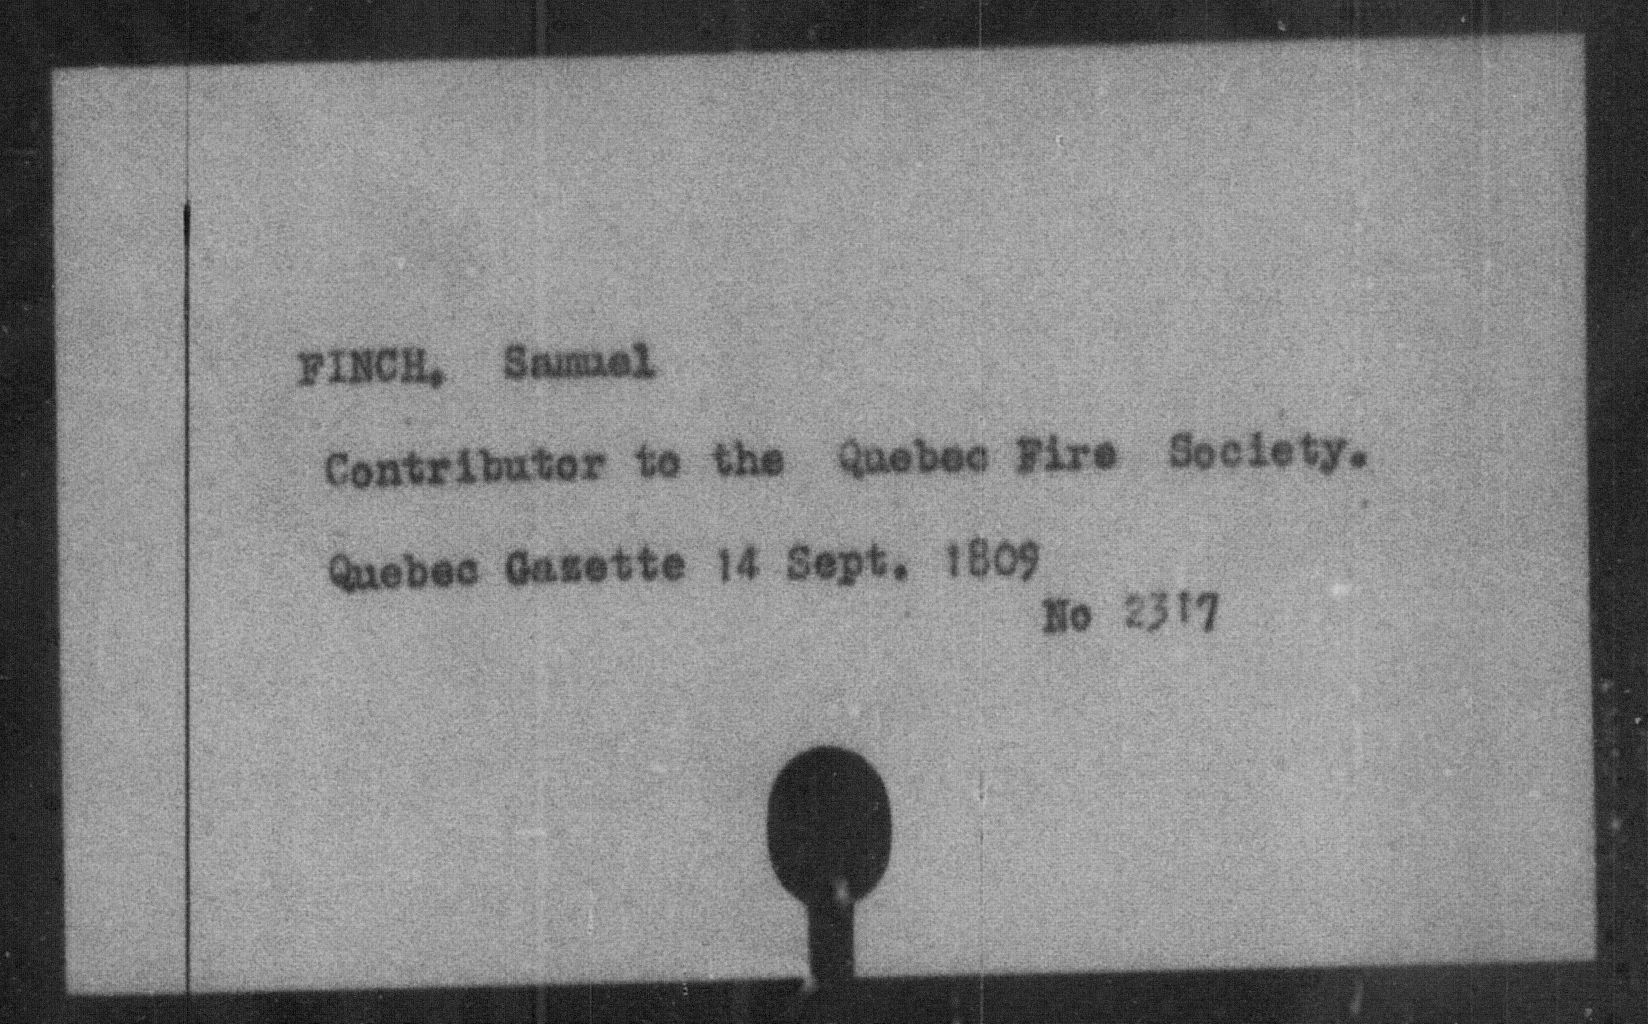 FINCH, Samuel
Contributor to the Quebec Fire Society.
Quebec Gazette 14 Sept. 1809
No 2317